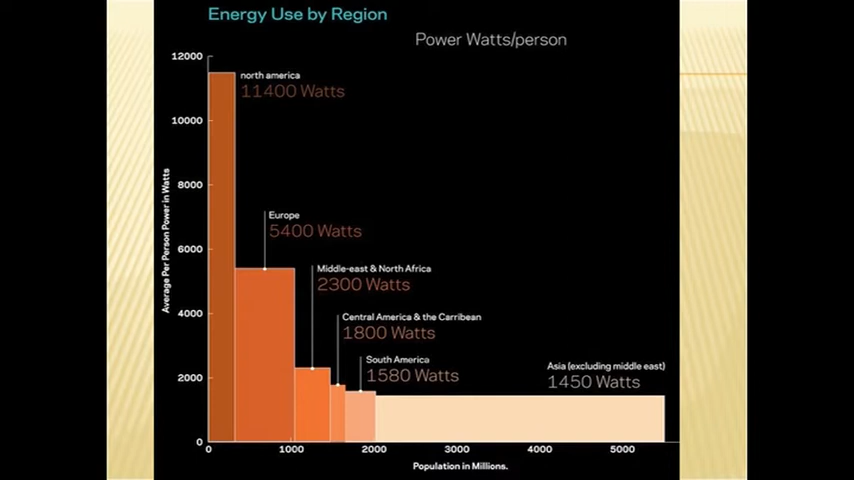 Energy Use by Region
Power Watts/person
12000
10000
8000
6000
4000
2000
0
Average Per Person Power in Watts
north america
11400 Watts
Europe
5400 Watts
Middle-east & North Africa
2300 Watts
Central America & the Carribean
1800 Watts
South America
1580 Watts
Asia (excluding middle east)
1450 Watts
0 1000 2000 3000 4000 5000
Population in Millions.